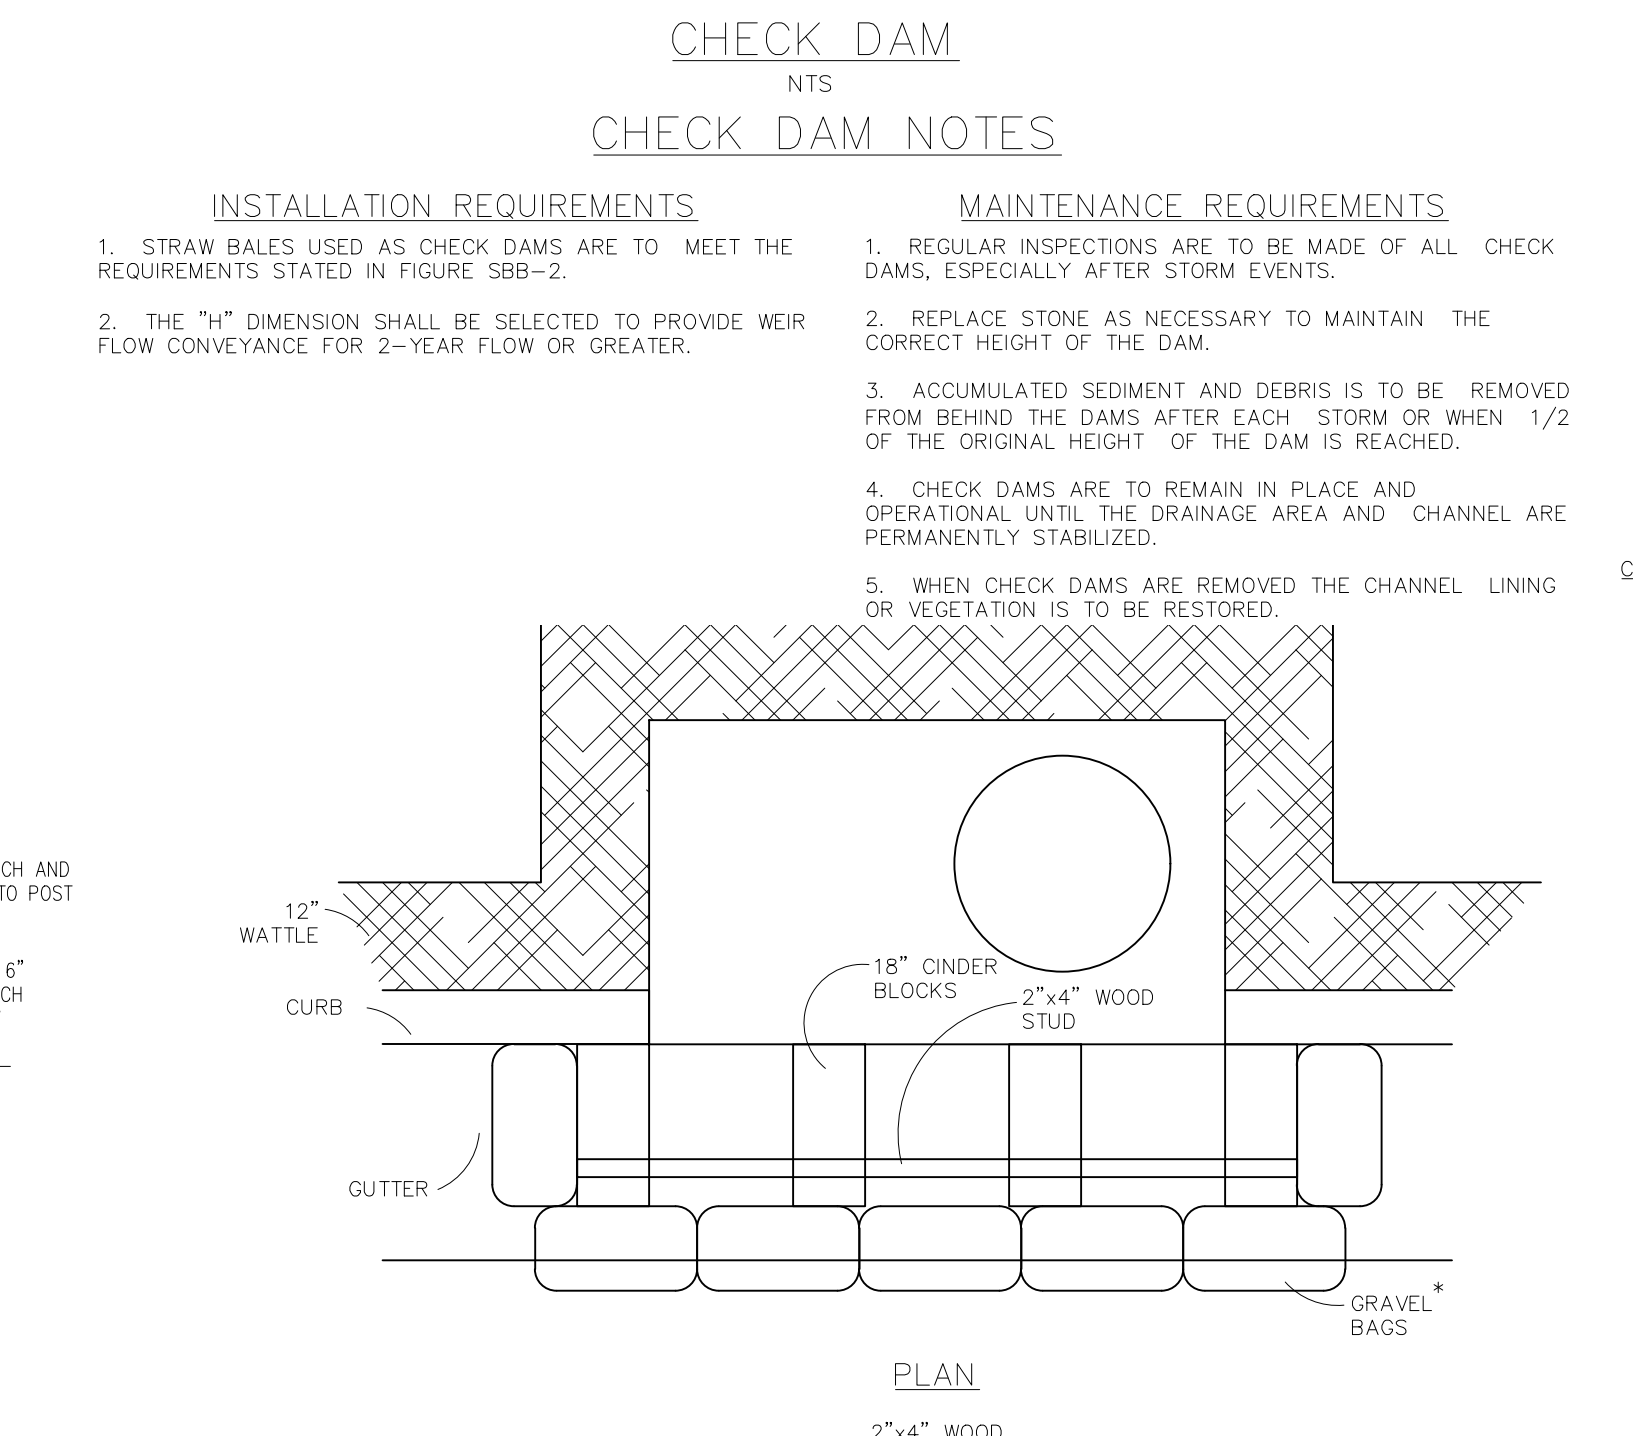 CHECK DAM
NTS
CHECK DAM NOTES
INSTALLATION REQUIREMENTS
1. STRAW BALES USED AS CHECK DAMS ARE TO MEET THE
REQUIREMENTS STATED IN FIGURE SBB-2.
2. THE "H" DIMENSION SHALL BE SELECTED TO PROVIDE WEIR
FLOW CONVEYANCE FOR 2-YEAR FLOW OR GREATER.
MAINTENANCE REQUIREMENTS
1. REGULAR INSPECTIONS ARE TO BE MADE OF ALL CHECK
DAMS, ESPECIALLY AFTER STORM EVENTS.
2. REPLACE STONE AS NECESSARY TO MAINTAIN THE
CORRECT HEIGHT OF THE DAM.
3. ACCUMULATED SEDIMENT AND DEBRIS IS TO BE REMOVED
FROM BEHIND THE DAMS AFTER EACH STORM OR WHEN 1/2
OF THE ORIGINAL HEIGHT OF THE DAM IS REACHED.
4. CHECK DAMS ARE TO REMAIN IN PLACE AND
OPERATIONAL UNTIL THE DRAINAGE AREA AND CHANNEL ARE
PERMANENTLY STABILIZED.
5. WHEN CHECK DAMS ARE REMOVED THE CHANNEL LINING
OR VEGETATION IS TO BE RESTORED.
CH AND
TO POST
6"
CH
12"
WATTLE
CURB
GUTTER
18" CINDER
BLOCKS
2"x4" WOOD
STUD
GRAVEL*
BAGS
PLAN
2"x4" WOOD